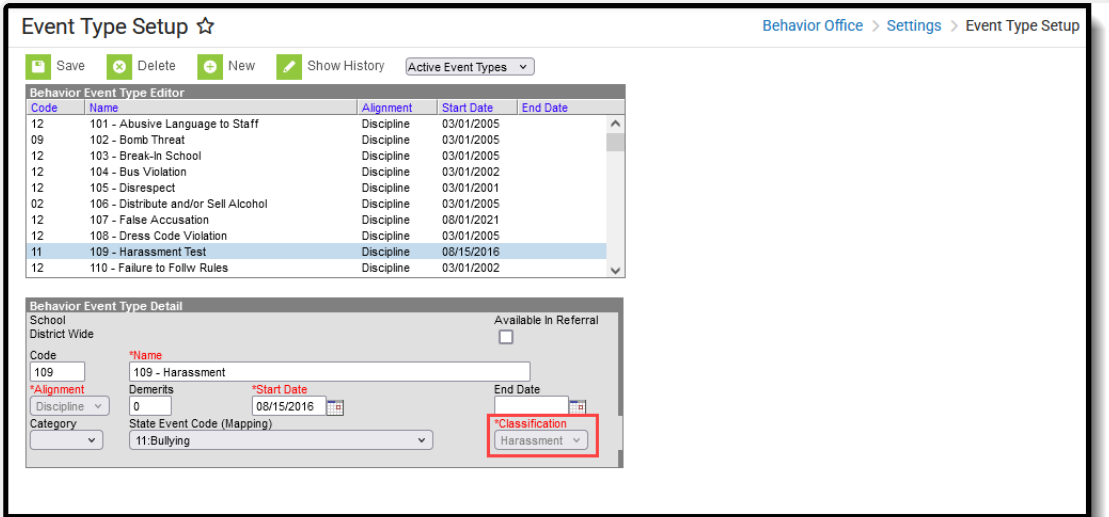 Event Type Setup
Behavior Office > Settings > Event Type Setup
Save Delete New Show History Active Event Types
Behavior Event Type Editor
Code Name Alignment Start Date End Date
12 101 - Abusive Language to Staff Discipline 03/01/2005
09 102 - Bomb Threat Discipline 03/01/2005
12 103 - Break-In School Discipline 03/01/2005
12 104 - Bus Violation Discipline 03/01/2002
12 105 - Disrespect Discipline 03/01/2001
02 106 - Distribute and/or Sell Alcohol Discipline 03/01/2005
12 107 - False Accusation Discipline 08/01/2021
12 108 - Dress Code Violation Discipline 03/01/2005
11 109 - Harassment Test Discipline 08/15/2016
12 110 - Failure to Follw Rules Discipline 03/01/2002
Behavior Event Type Detail
School Available In Referral
District Wide
Code *Name
109 109 - Harassment
*Alignment Demerits *Start Date End Date
Discipline 0 08/15/2016
Category State Event Code (Mapping) *Classification
11:Bullying Harassment